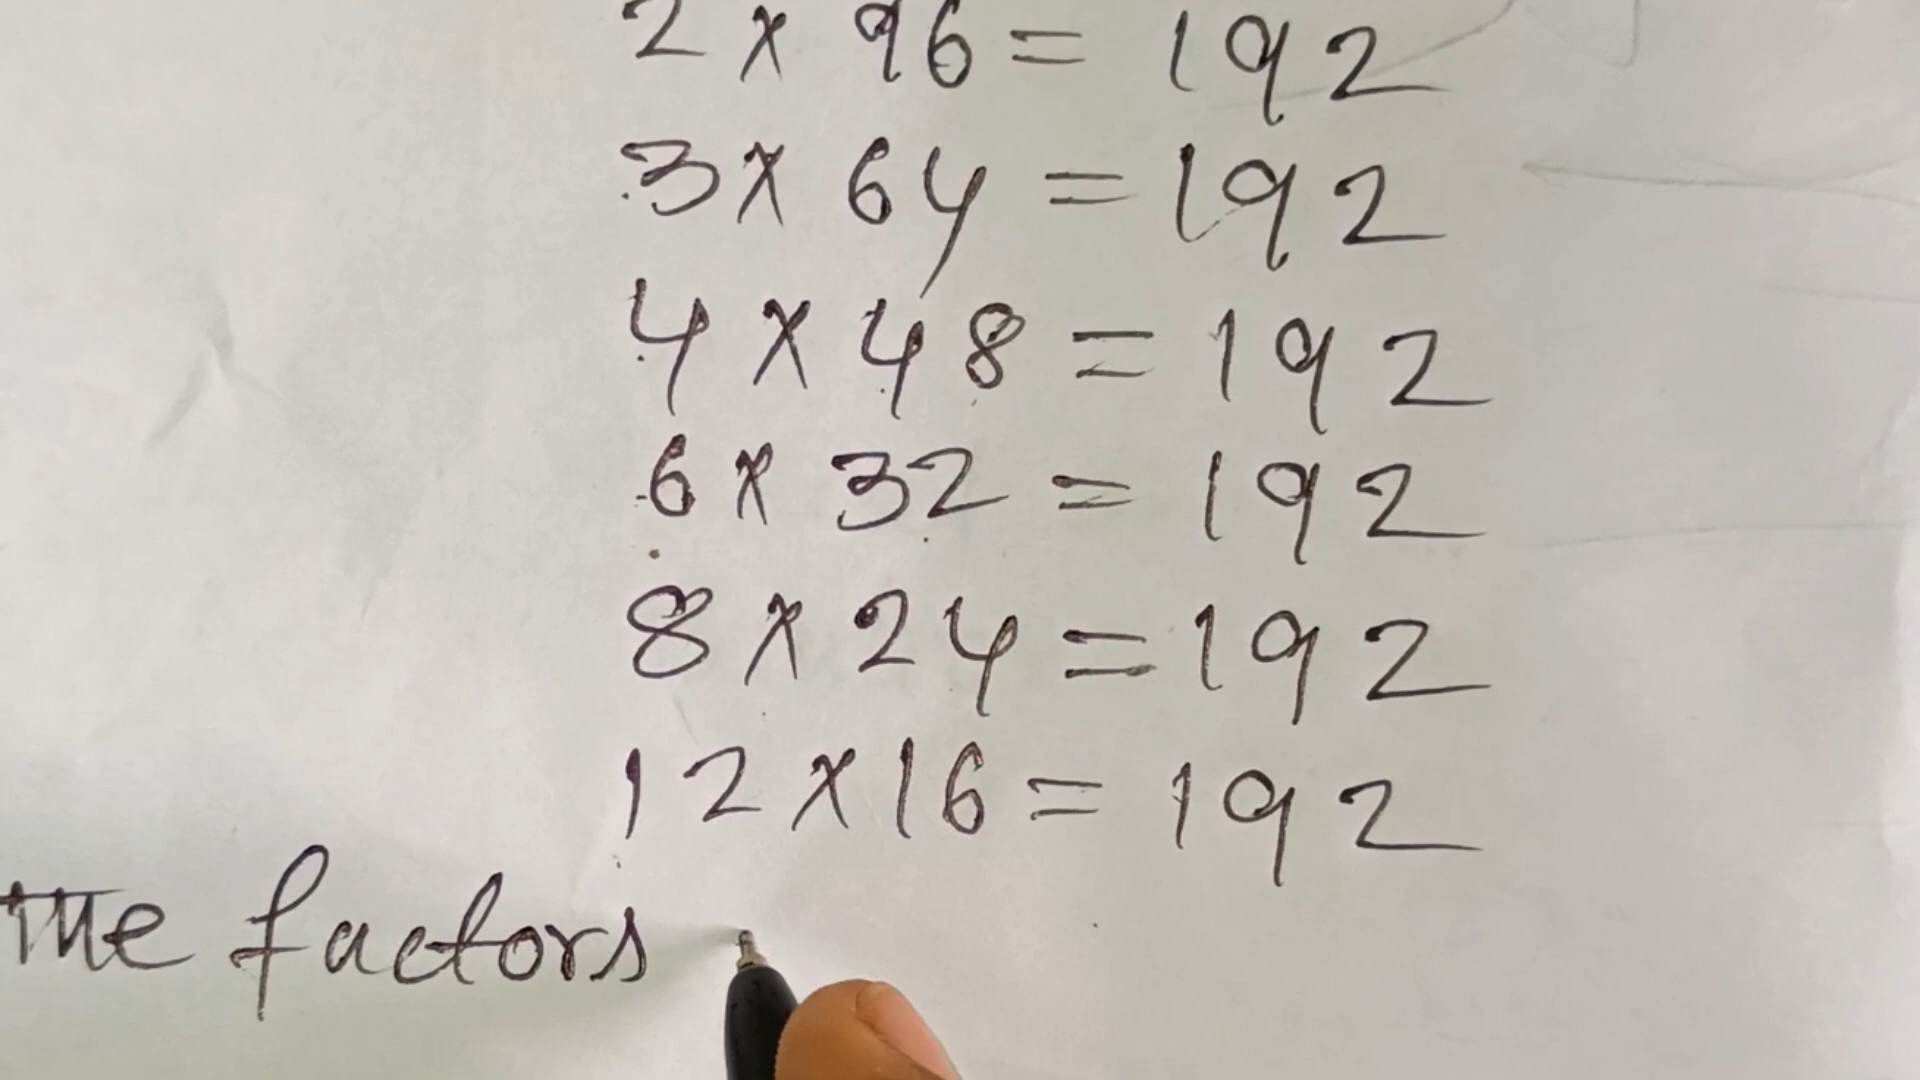 2 x 96 = 192
3 x 64 = 192
4 x 48 = 192
6 x 32 = 192
8 x 24 = 192
12 x 16 = 192
The factors